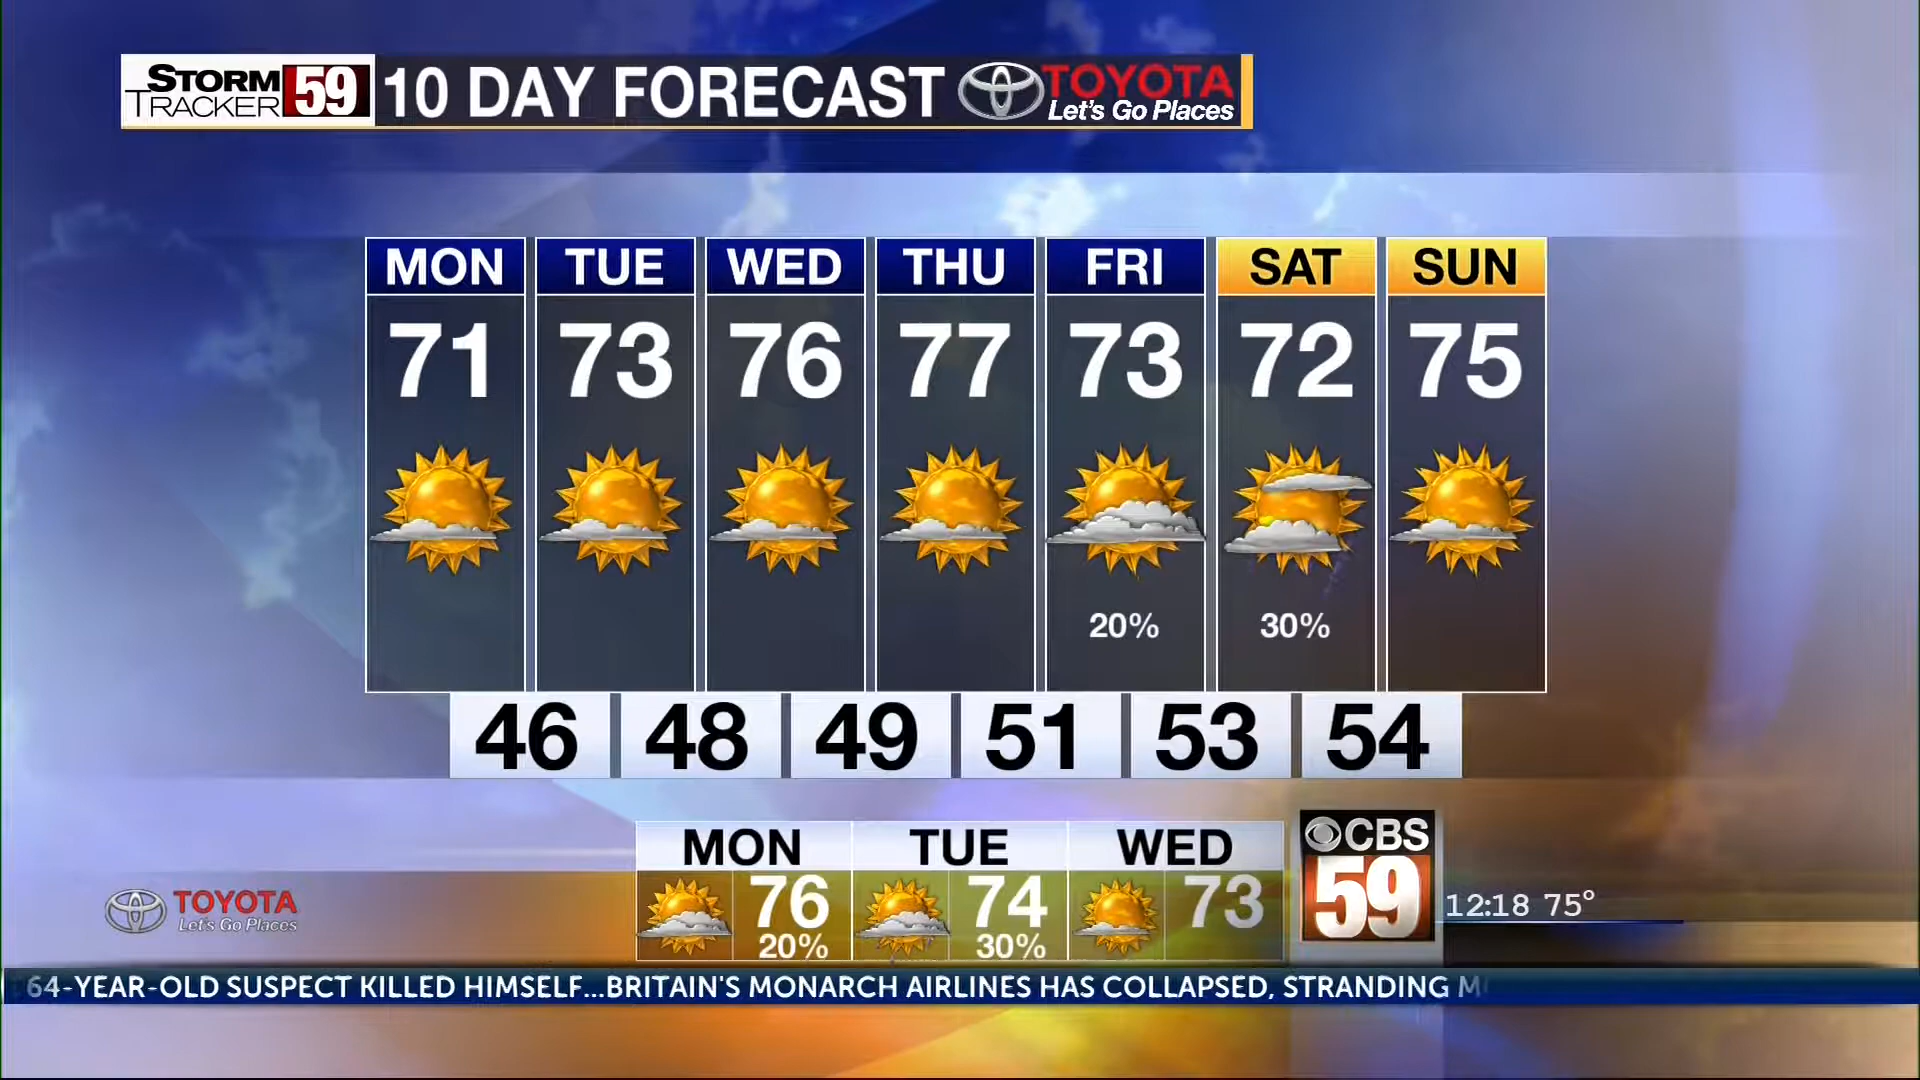 STORM TRACKER 59 10 DAY FORECAST TOYOTA
Let's Go Places
MON TUE WED THU FRI SAT SUN
71 73 76 77 73 72 75
20% 30%
46 48 49 51 53 54
MON TUE WED
76 74 73
20% 30%
CBS
59
12:18 75°
TOYOTA
Let's Go Places
64-YEAR-OLD SUSPECT KILLED HIMSELF...BRITAIN'S MONARCH AIRLINES HAS COLLAPSED, STRANDING